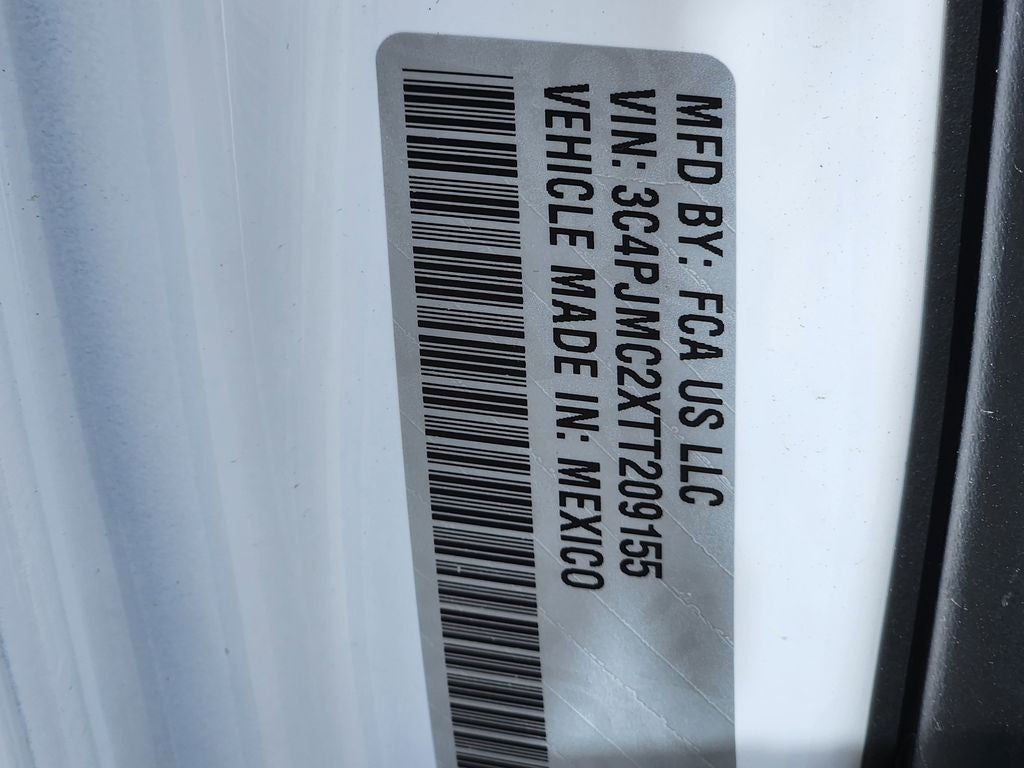 MFD BY: FCA US LLC
VIN: 3C4PJMC2XTT209155
VEHICLE MADE IN: MEXICO